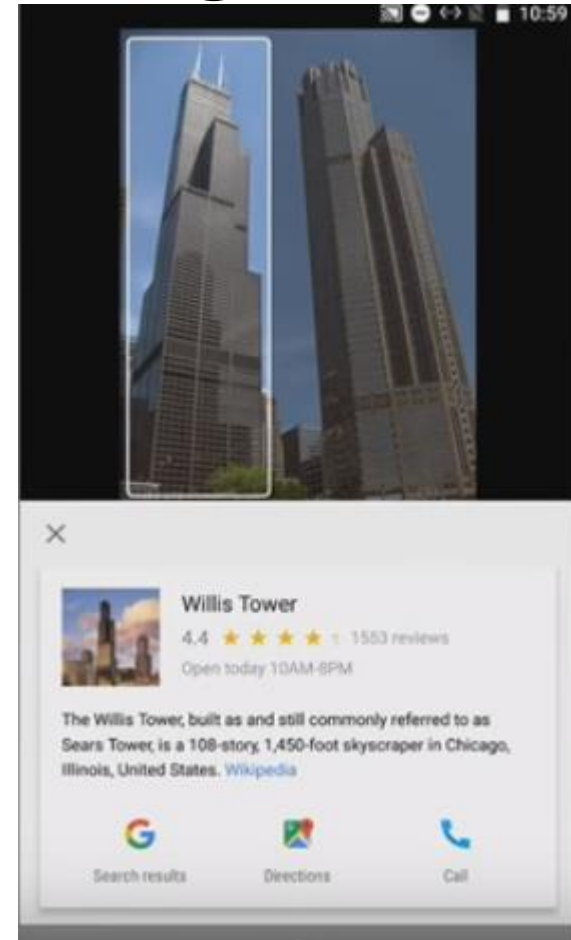 10:59
Willis Tower
4.4 1553 reviews
Open today 10AM-8PM
The Willis Tower, built as and still commonly referred to as
Sears Tower, is a 108-story, 1,450-foot skyscraper in Chicago,
Illinois, United States. Wikipedia
Search results Directions Call